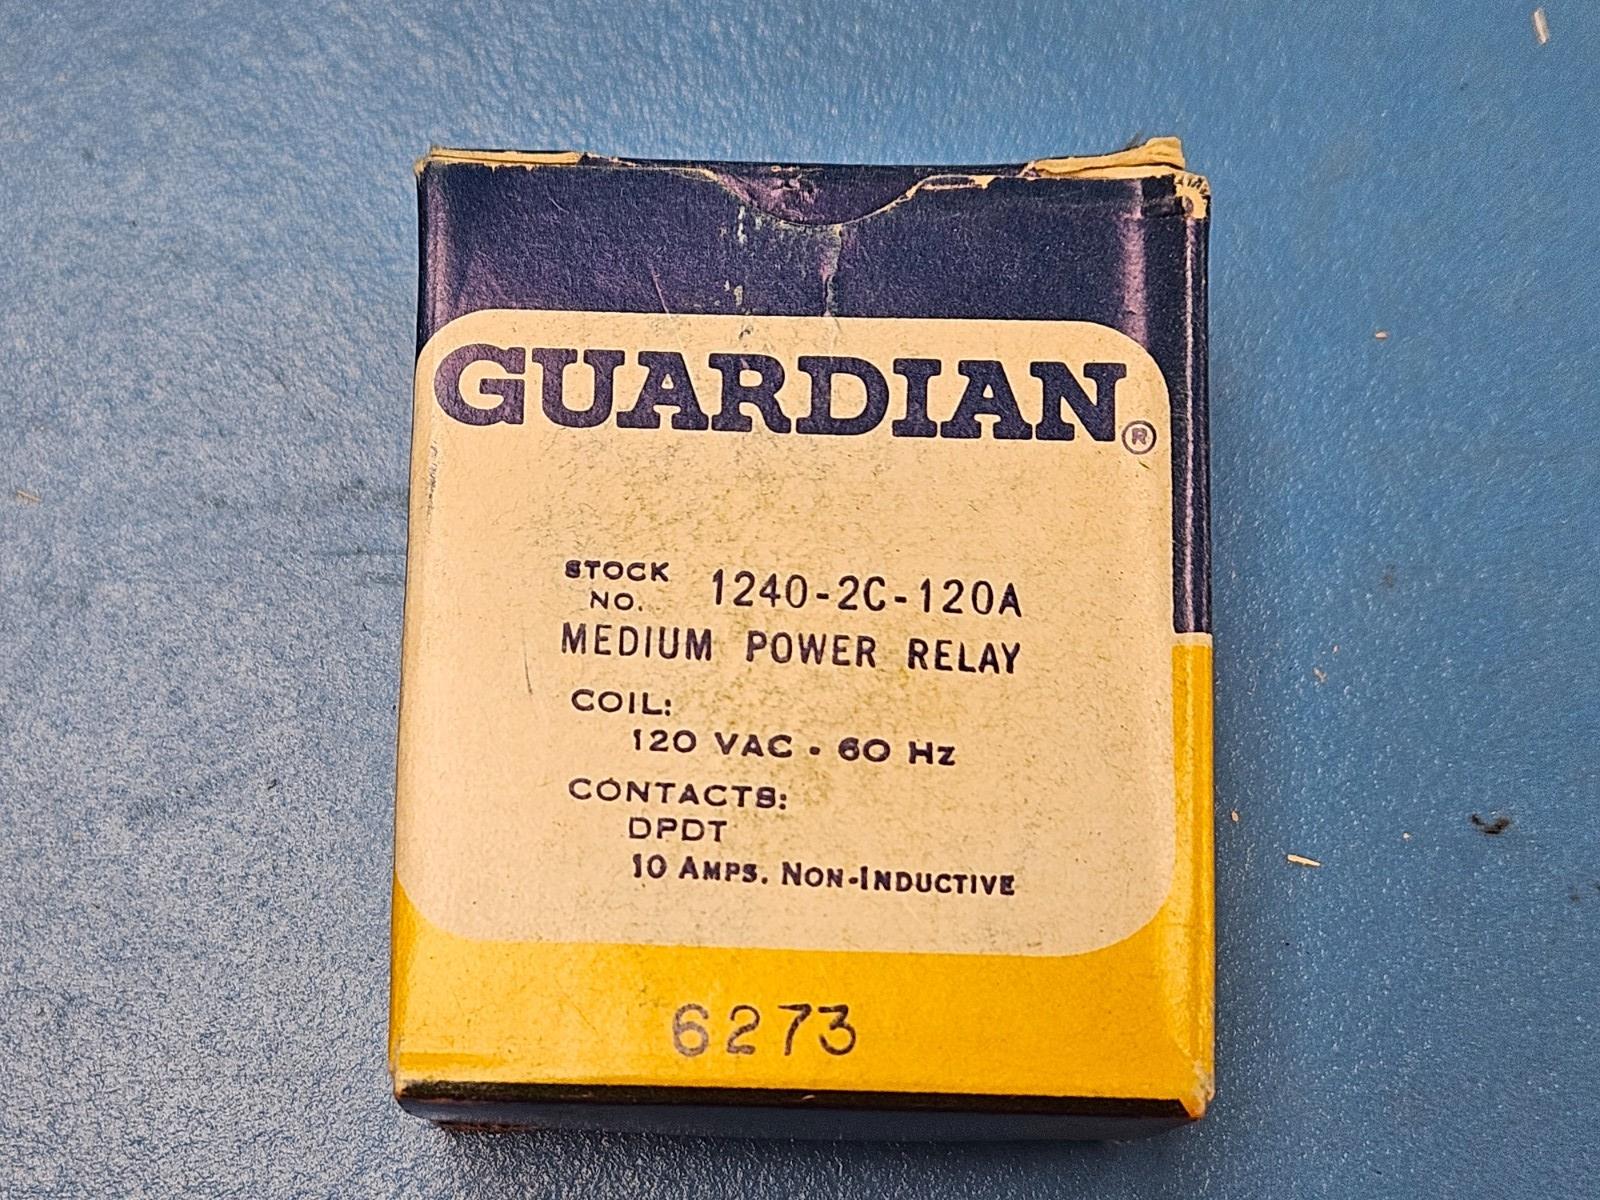 GUARDIAN®
STOCK NO. 1240-2C-120A
MEDIUM POWER RELAY
COIL:
120 VAC - 60 Hz
CONTACTS:
DPDT
10 AMPS. NON-INDUCTIVE
6273